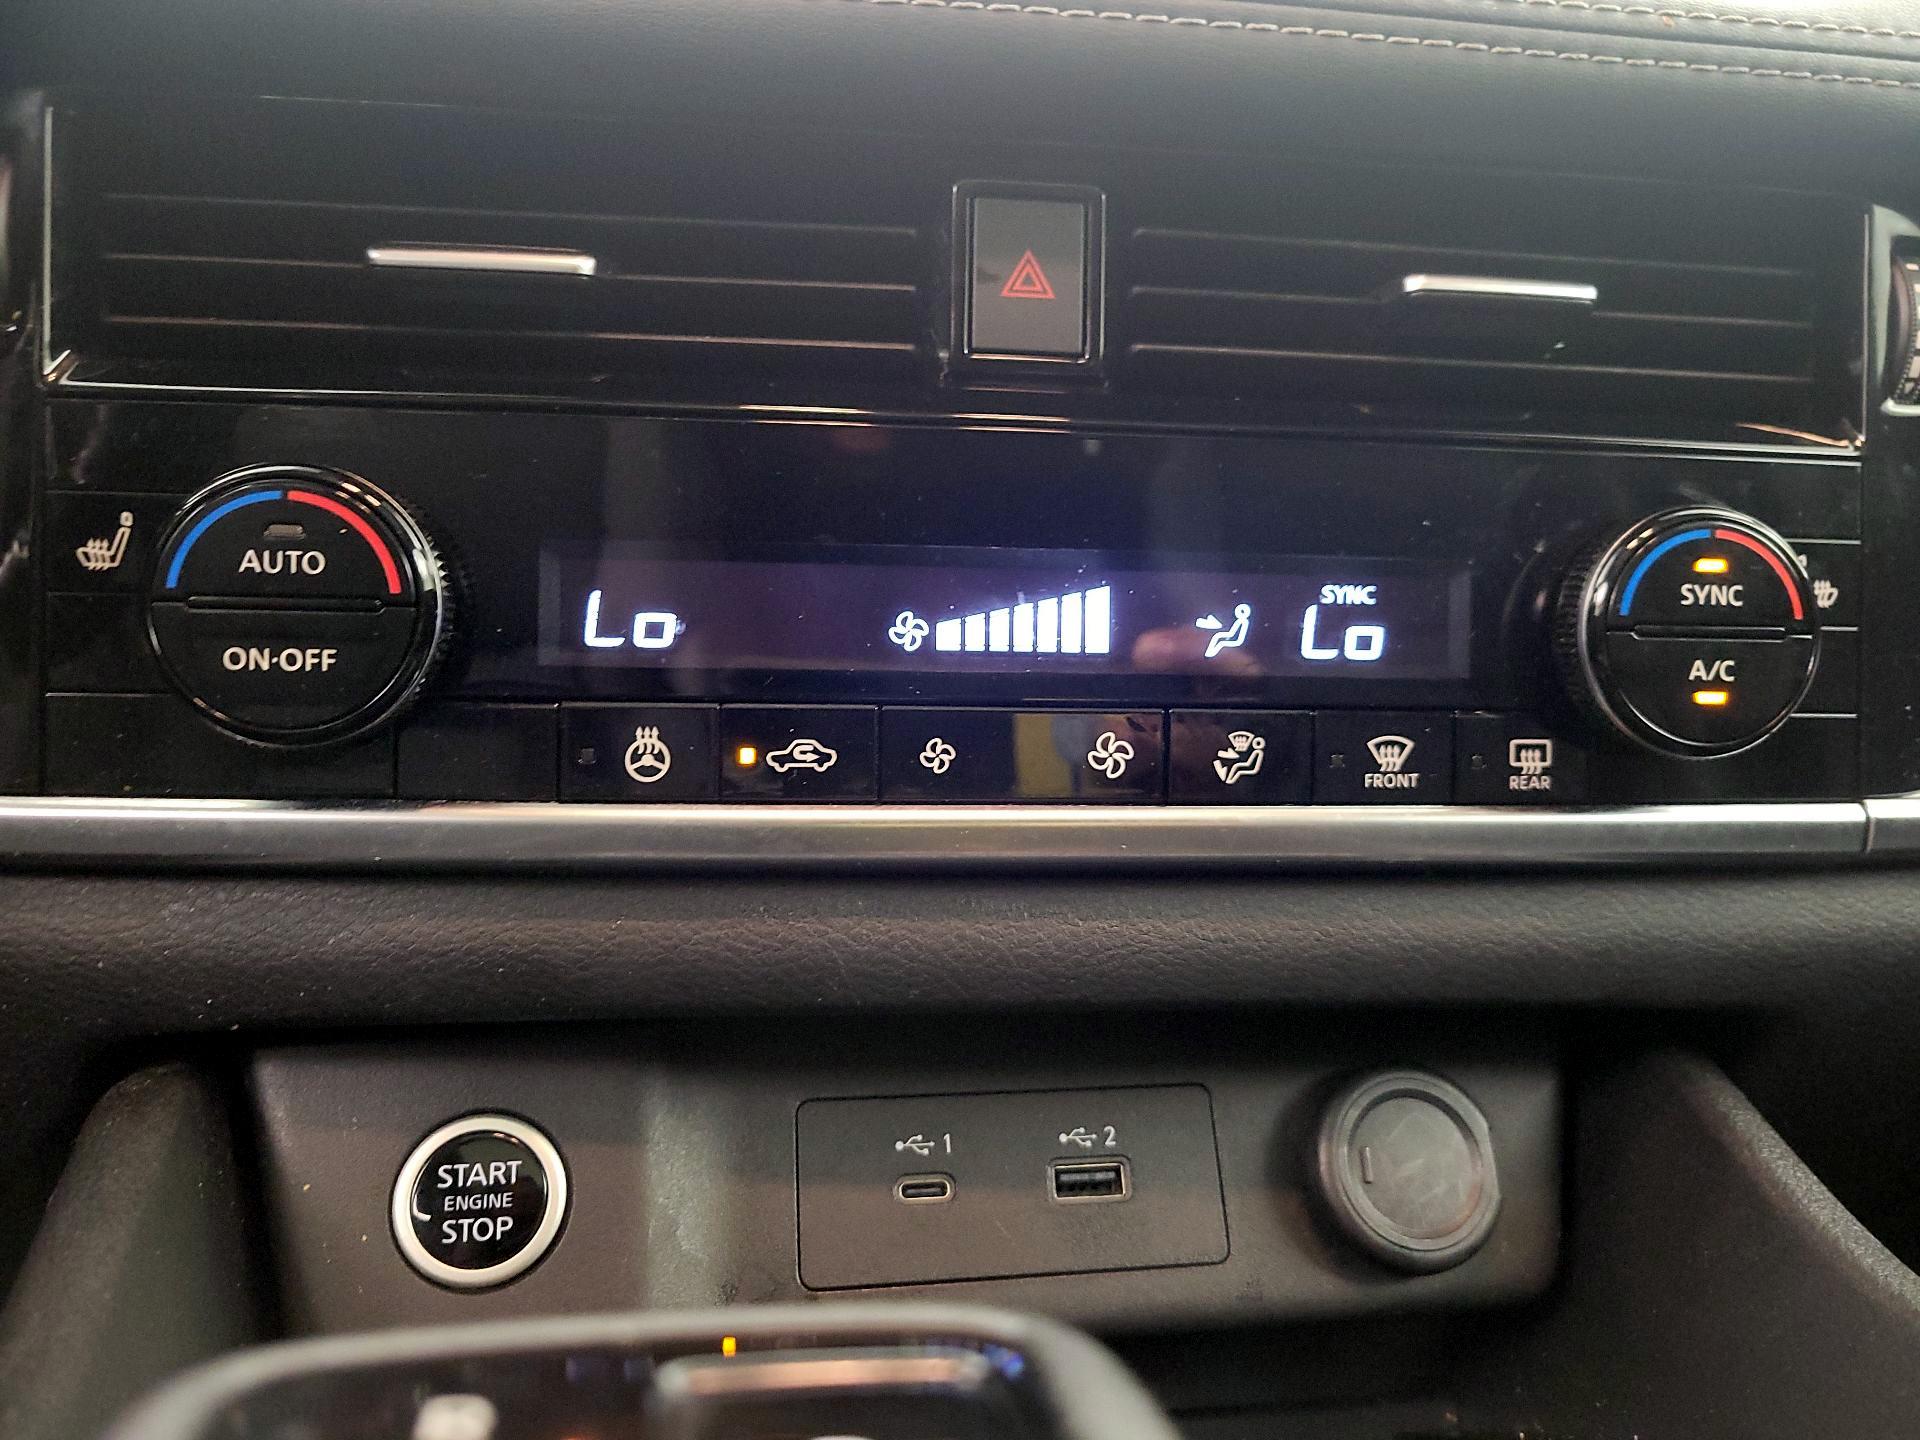 AUTO
ON·OFF
Lo
SYNC
Lo
SYNC
A/C
FRONT
REAR
START
ENGINE
STOP
1
2